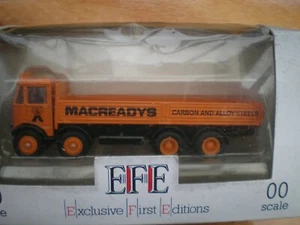 MACREADYS
CARBON AND ALLOY STEELS
EFE
Exclusive First Editions
00
scale